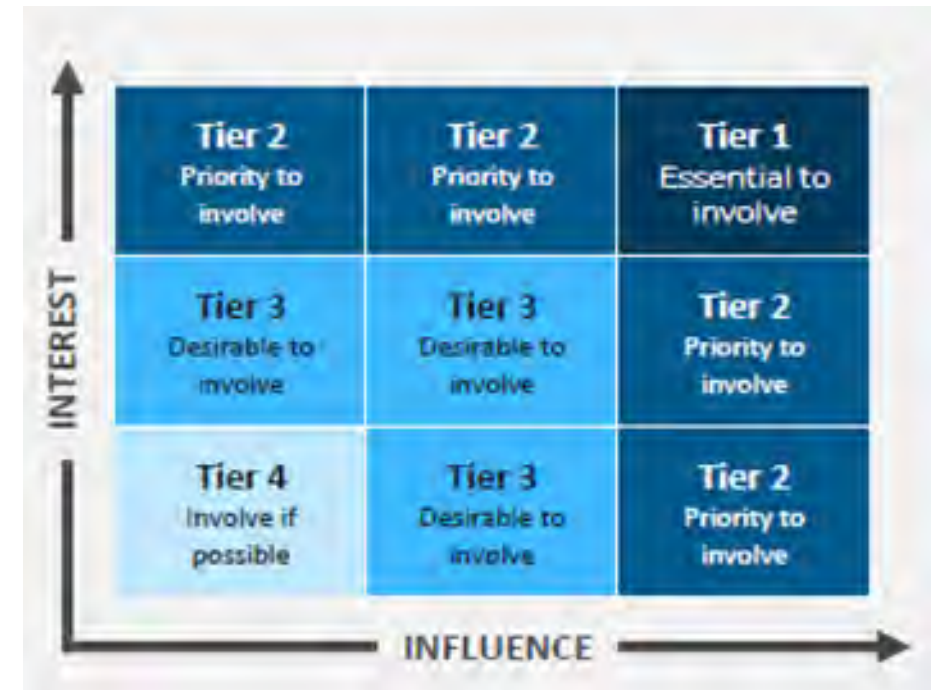 Tier 2
Priority to
involve
Tier 2
Priority to
involve
Tier 1
Essential to
involve
Tier 3
Desirable to
involve
Tier 3
Desirable to
involve
Tier 2
Priority to
involve
Tier 4
Involve if
possible
Tier 3
Desirable to
involve
Tier 2
Priority to
involve
INTEREST
INFLUENCE